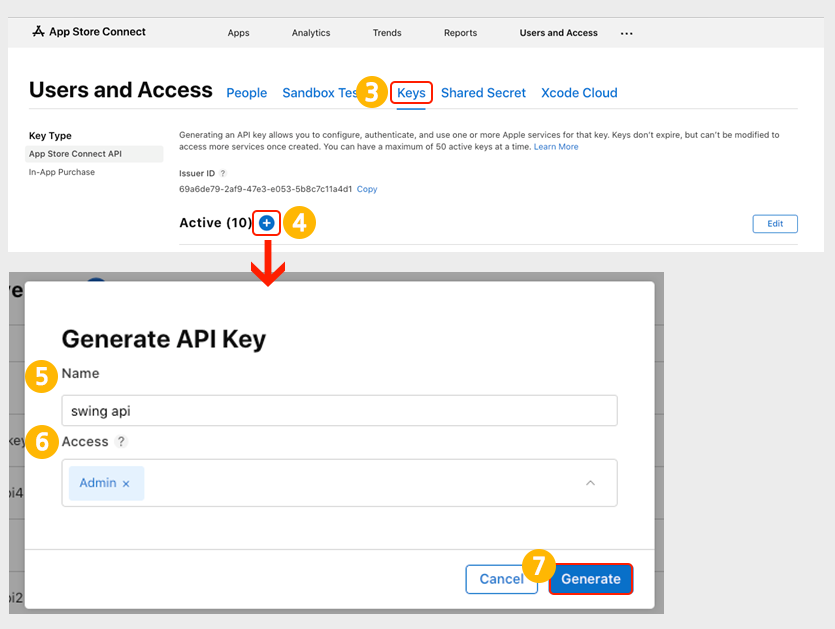 App Store Connect Apps Analytics Trends Reports Users and Access ...
Users and Access People Sandbox Tes 3 Keys Shared Secret Xcode Cloud
Key Type
App Store Connect API
In-App Purchase
Generating an API key allows you to configure, authenticate, and use one or more Apple services for that key. Keys don't expire, but can't be modified to
access more services once created. You can have a maximum of 50 active keys at a time. Learn More
Issuer ID ?
69a6de79-2af9-47e3-e053-5b8c7c11a4d1 Copy
Active (10) + 4 Edit
Generate API Key
5 Name
swing api
6 Access ?
Admin ×
Cancel 7 Generate